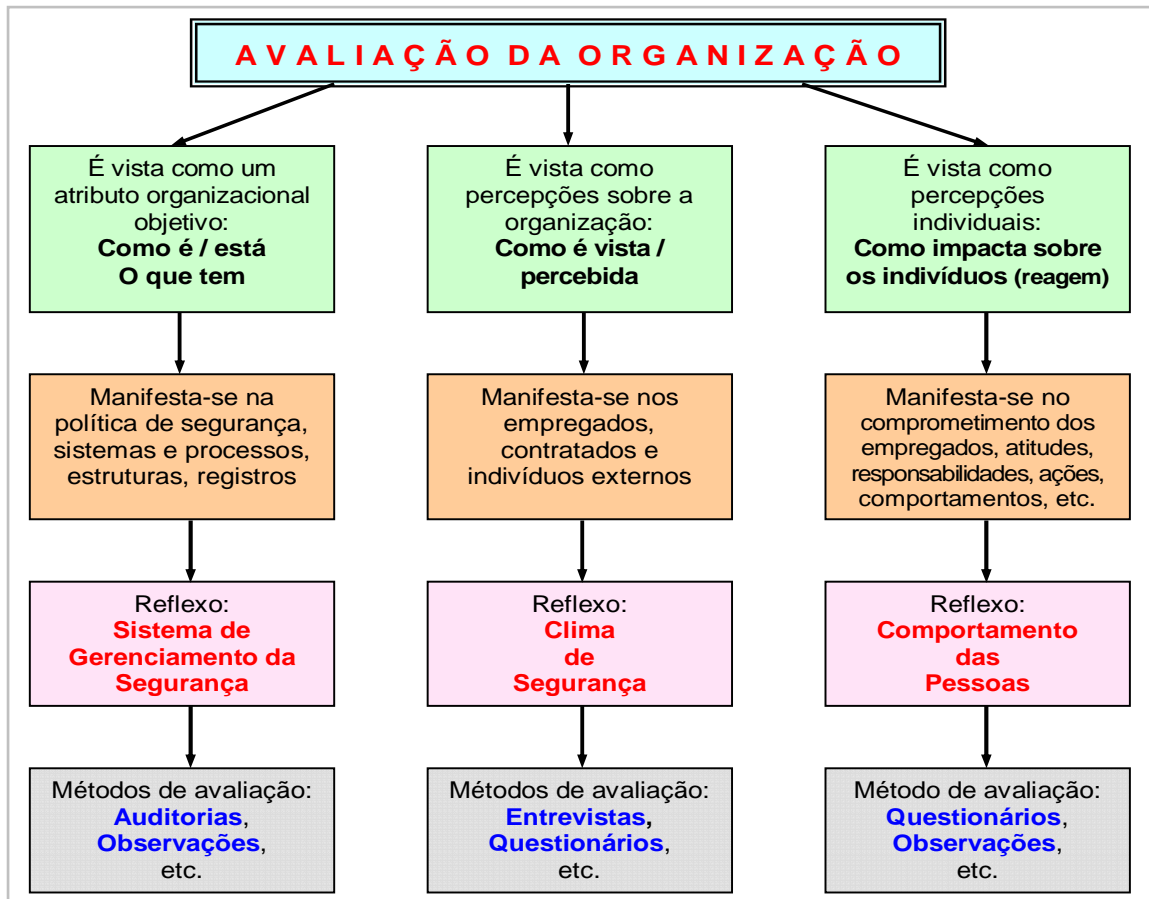 AVALIAÇÃO DA ORGANIZAÇÃO
É vista como um
atributo organizacional
objetivo:
Como é / está
O que tem
Manifesta-se na
política de segurança,
sistemas e processos,
estruturas, registros
Reflexo:
Sistema de
Gerenciamento da
Segurança
Métodos de avaliação:
Auditorias,
Observações,
etc.
É vista como
percepções sobre a
organização:
Como é vista /
percebida
Manifesta-se nos
empregados,
contratados e
indivíduos externos
Reflexo:
Clima
de
Segurança
Métodos de avaliação:
Entrevistas,
Questionários,
etc.
É vista como
percepções
individuais:
Como impacta sobre
os indivíduos (reagem)
Manifesta-se no
comprometimento dos
empregados, atitudes,
responsabilidades, ações,
comportamentos, etc.
Reflexo:
Comportamento
das
Pessoas
Método de avaliação:
Questionários,
Observações,
etc.